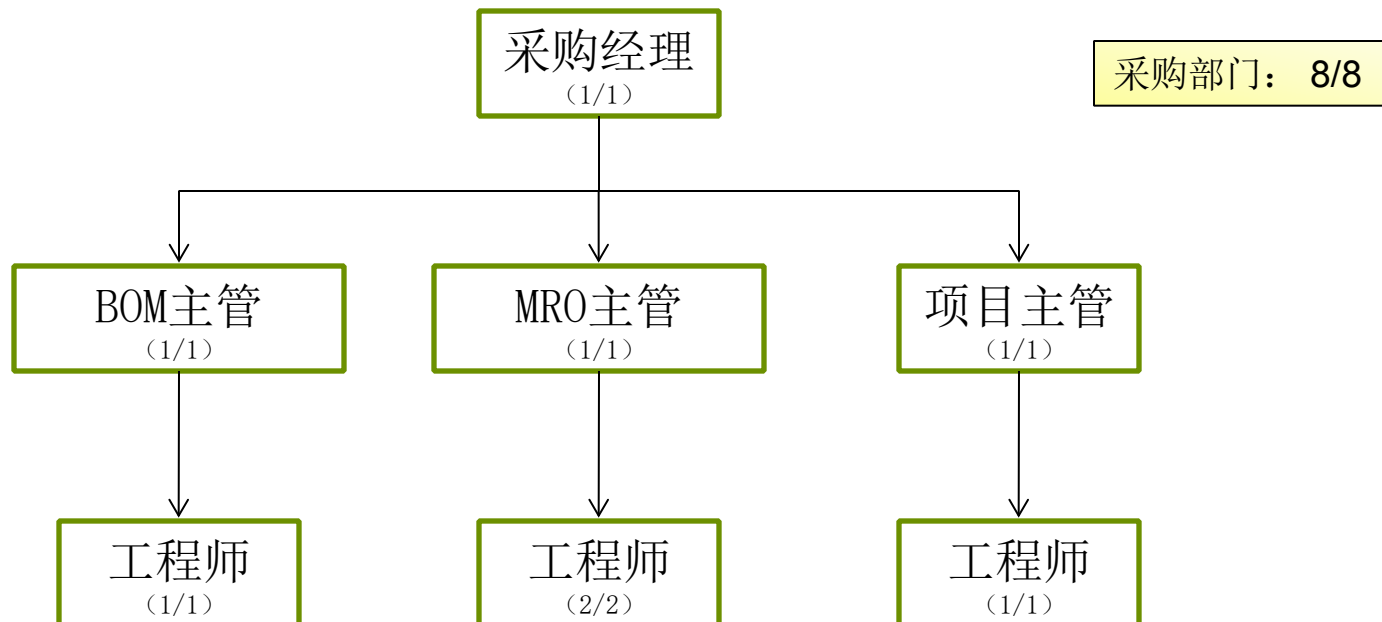 采购经理
（1/1）
采购部门： 8/8
BOM主管
（1/1）
MRO主管
（1/1）
项目主管
（1/1）
工程师
（1/1）
工程师
（2/2）
工程师
（1/1）